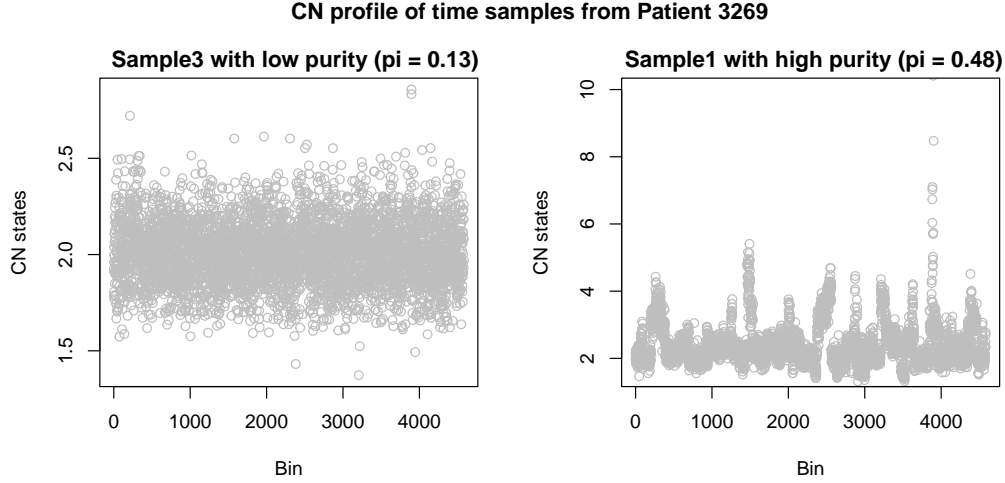 CN profile of time samples from Patient 3269
Sample3 with low purity (pi = 0.13)
CN states
2.5
2.0
1.5
0 1000 2000 3000 4000
Bin
Sample1 with high purity (pi = 0.48)
CN states
10
8
6
4
2
0 1000 2000 3000 4000
Bin